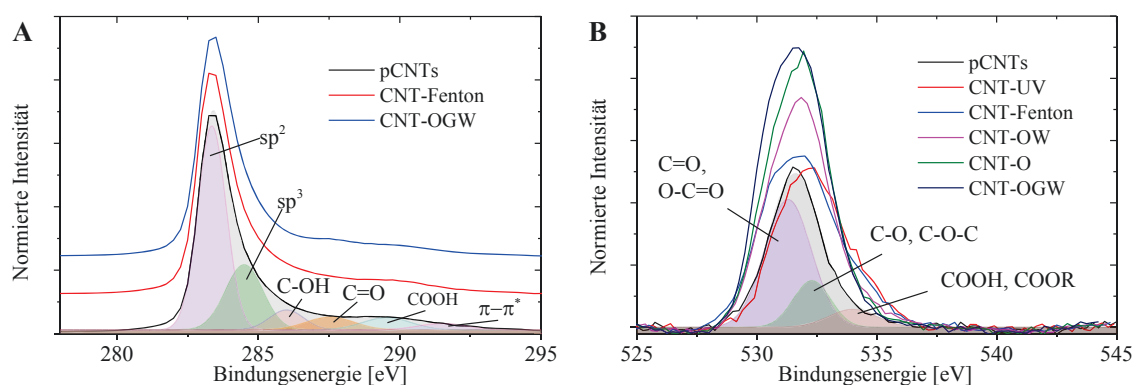 A
Normierte Intensität
pCNTs
CNT-Fenton
CNT-OGW
sp²
sp³
C-OH
C=O
COOH
π–π*
280 285 290 295
Bindungsenergie [eV]
B
Normierte Intensität
pCNTs
CNT-UV
CNT-Fenton
CNT-OW
CNT-O
CNT-OGW
C=O,
O-C=O
C-O, C-O-C
COOH, COOR
525 530 535 540 545
Bindungsenergie [eV]